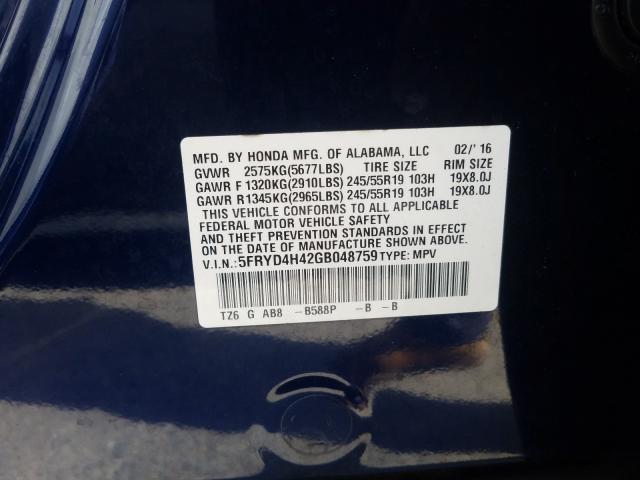 MFD. BY HONDA MFG. OF ALABAMA, LLC 02/' 16
GVWR 2575KG(5677LBS) TIRE SIZE RIM SIZE
GAWR F 1320KG(2910LBS) 245/55R19 103H 19X8.0J
GAWR R1345KG(2965LBS) 245/55R19 103H 19X8.0J
THIS VEHICLE CONFORMS TO ALL APPLICABLE
FEDERAL MOTOR VEHICLE SAFETY
AND THEFT PREVENTION STANDARDS IN EFFECT
ON THE DATE OF MANUFACTURE SHOWN ABOVE.
V.I.N.: 5FRYD4H42GB048759 TYPE: MPV
TZ6 G AB8 -B588P -B -B